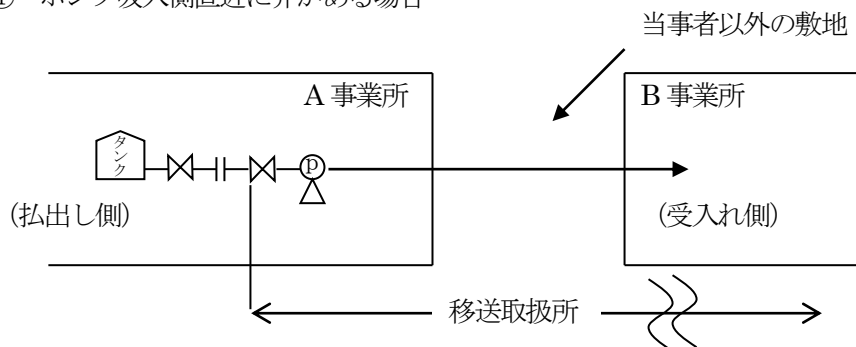 ポンプ吸入側直近に弁がある場合
当事者以外の敷地
A 事業所
B 事業所
タンク
p
(払出し側)
(受入れ側)
移送取扱所